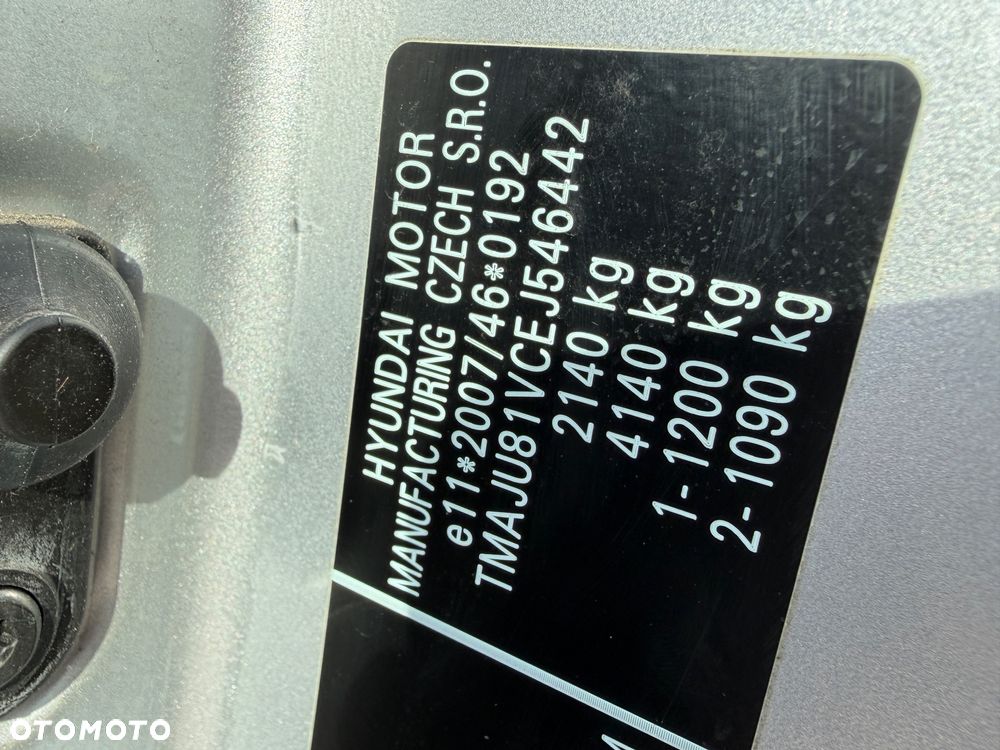 HYUNDAI MOTOR
MANUFACTURING CZECH S.R.O.
e11*2007/46*0192
TMAJU81VCEJ546442
2140 kg
4140 kg
1- 1200 kg
2- 1090 kg
OTOMOTO